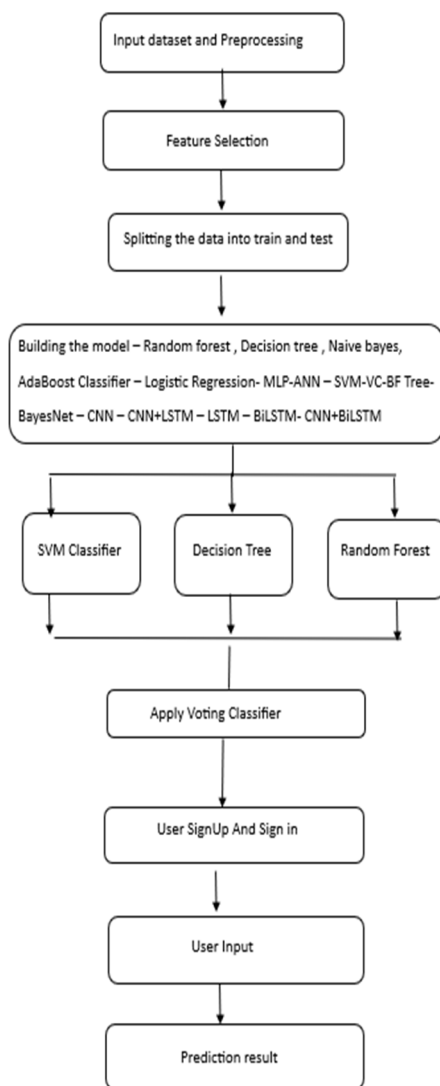 Input dataset and Preprocessing
Feature Selection
Splitting the data into train and test
Building the model – Random forest , Decision tree , Naive bayes,
AdaBoost Classifier – Logistic Regression- MLP-ANN – SVM-VC-BF Tree-
BayesNet – CNN – CNN+LSTM – LSTM – BiLSTM- CNN+BiLSTM
SVM Classifier
Decision Tree
Random Forest
Apply Voting Classifier
User SignUp And Sign in
User Input
Prediction result